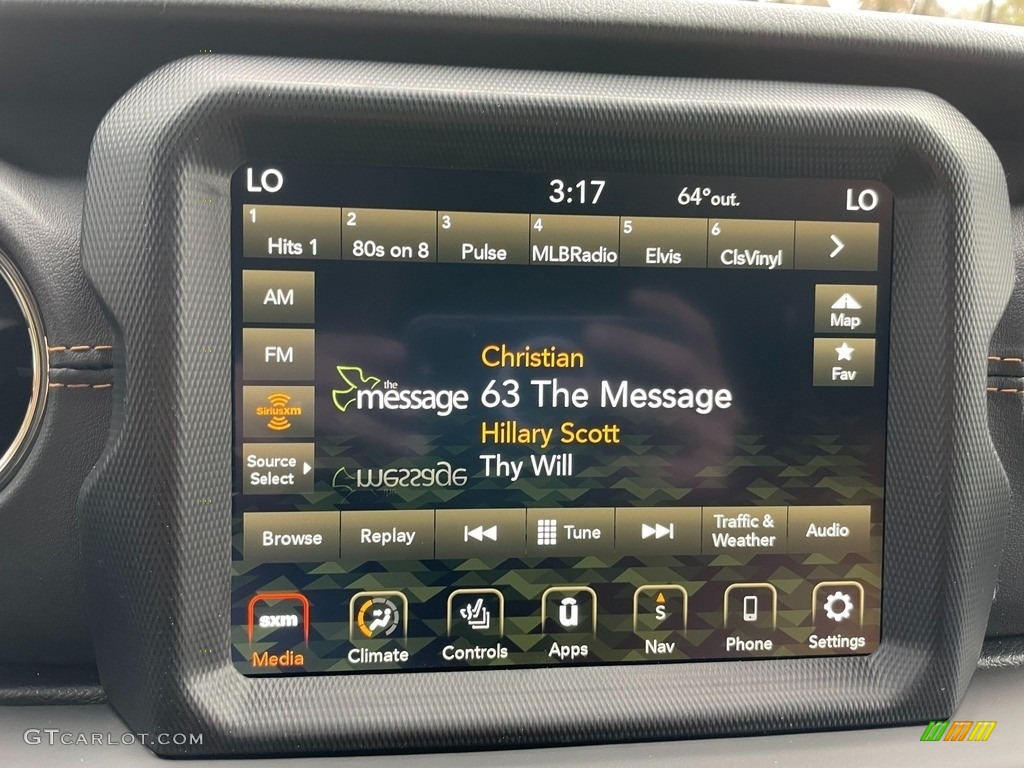 LO 3:17 64°out. LO
1 Hits 1 2 80s on 8 3 Pulse 4 MLBRadio 5 Elvis 6 ClsVinyl
AM
Map
FM
Fav
Christian
the message 63 The Message
SiriusXM
Hillary Scott
Source Select
message Thy Will
Browse Replay Tune Traffic & Weather Audio
sxm
S
Media Climate Controls Apps Nav Phone Settings
GTCARLOT.COM